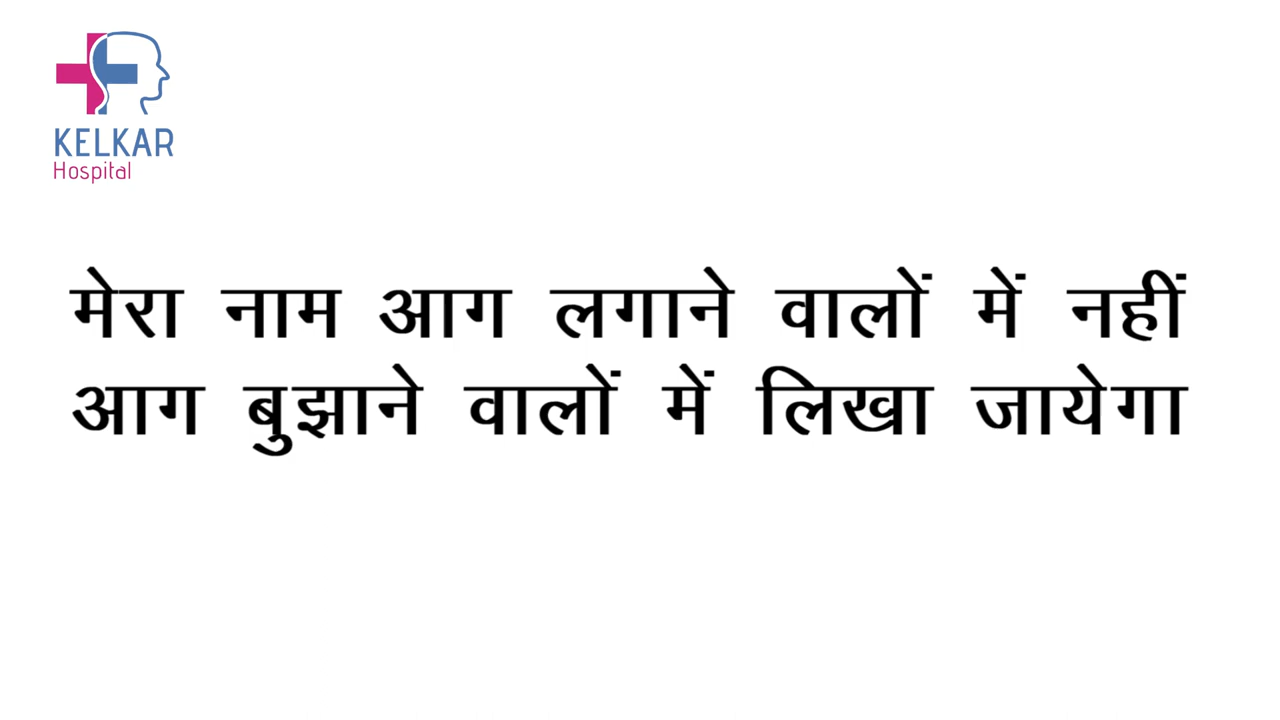 KELKAR
Hospital
मेरा नाम आग लगाने वालों में नहीं
आग बुझाने वालों में लिखा जायेगा